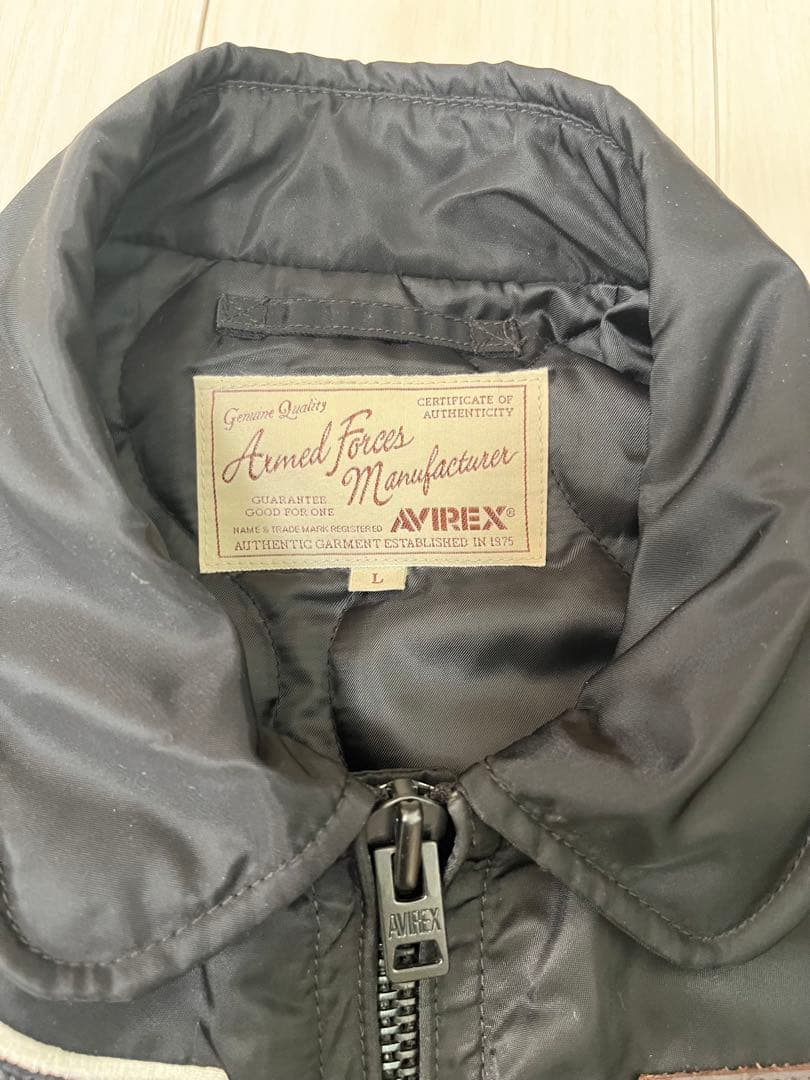 Genuine Quality
CERTIFICATE OF
AUTHENTICITY
Armed Forces
Manufacturer
GUARANTEE
GOOD FOR ONE
NAME & TRADE MARK REGISTERED
AVIREX®
AUTHENTIC GARMENT ESTABLISHED IN 1975
L
AVIREX